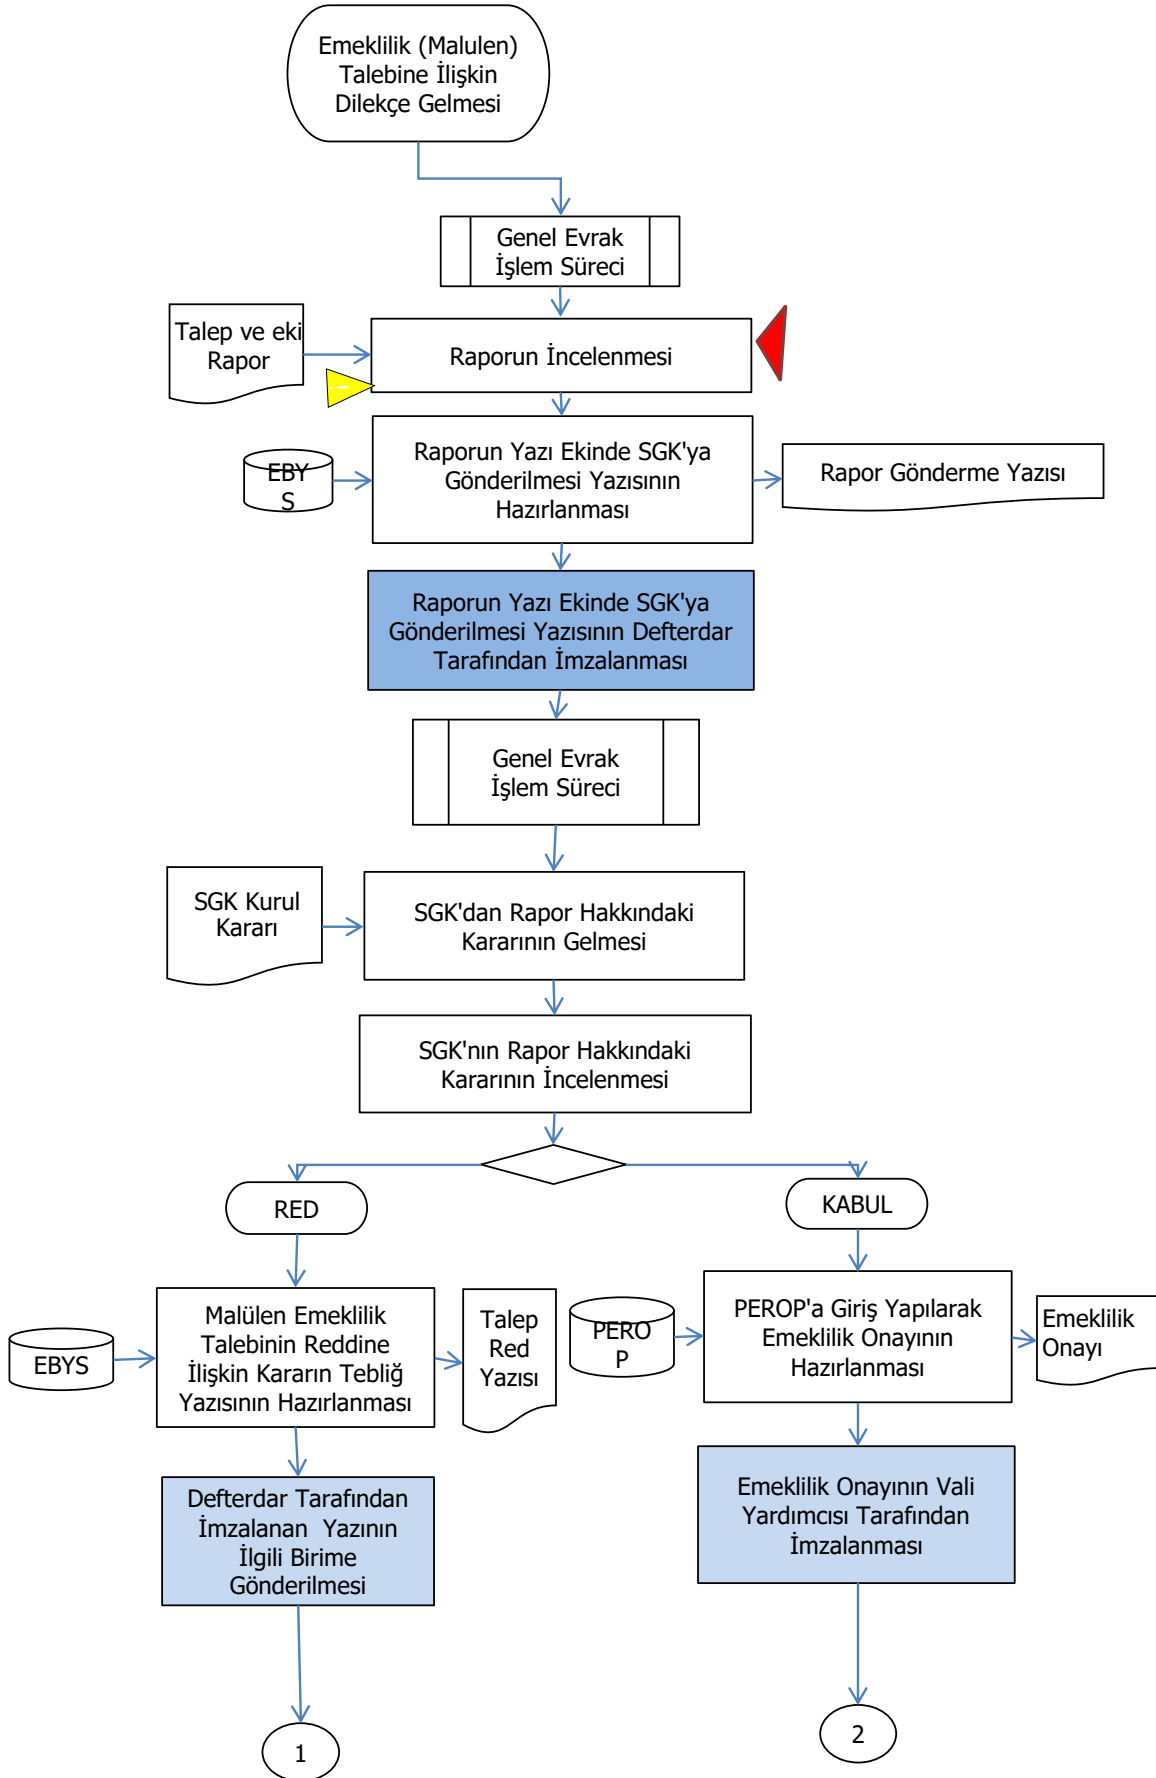 Emeklilik (Malulen)
Talebine İlişkin
Dilekçe Gelmesi
Genel Evrak
İşlem Süreci
Talep ve eki
Rapor
Raporun İncelenmesi
Raporun Yazı Ekinde SGK'ya
Gönderilmesi Yazısının
Hazırlanması
EBY
S
Rapor Gönderme Yazısı
Raporun Yazı Ekinde SGK'ya
Gönderilmesi Yazısının Defterdar
Tarafından İmzalanması
Genel Evrak
İşlem Süreci
SGK Kurul
Kararı
SGK'dan Rapor Hakkındaki
Kararının Gelmesi
SGK'nın Rapor Hakkındaki
Kararının İncelenmesi
RED
KABUL
EBYS
Malülen Emeklilik
Talebinin Reddine
İlişkin Kararın Tebliğ
Yazısının Hazırlanması
Talep
Red
Yazısı
PERO
P
PEROP'a Giriş Yapılarak
Emeklilik Onayının
Hazırlanması
Emeklilik
Onayı
Defterdar Tarafından
İmzalanan  Yazının
İlgili Birime
Gönderilmesi
Emeklilik Onayının Vali
Yardımcısı Tarafından
İmzalanması
1
2